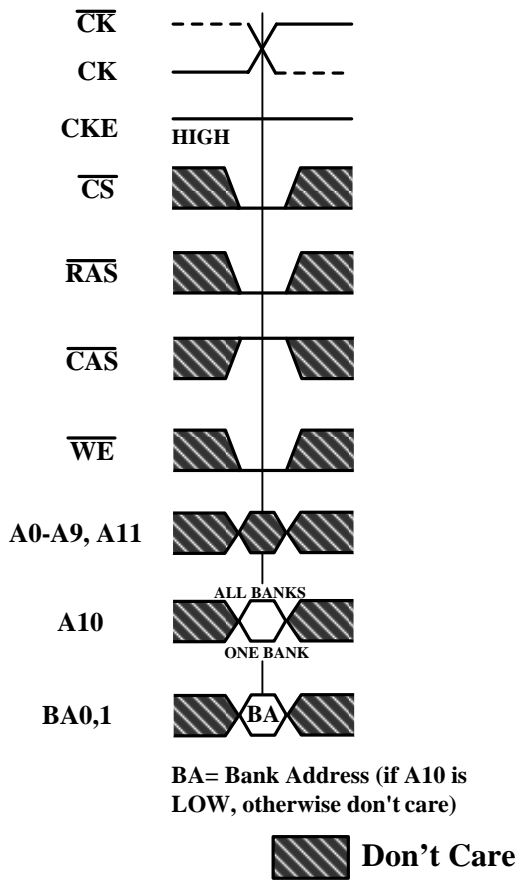 CK
CK
CKE
HIGH
CS
RAS
CAS
WE
A0-A9, A11
ALL BANKS
A10
ONE BANK
BA0,1
BA
BA= Bank Address (if A10 is
LOW, otherwise don't care)
Don't Care